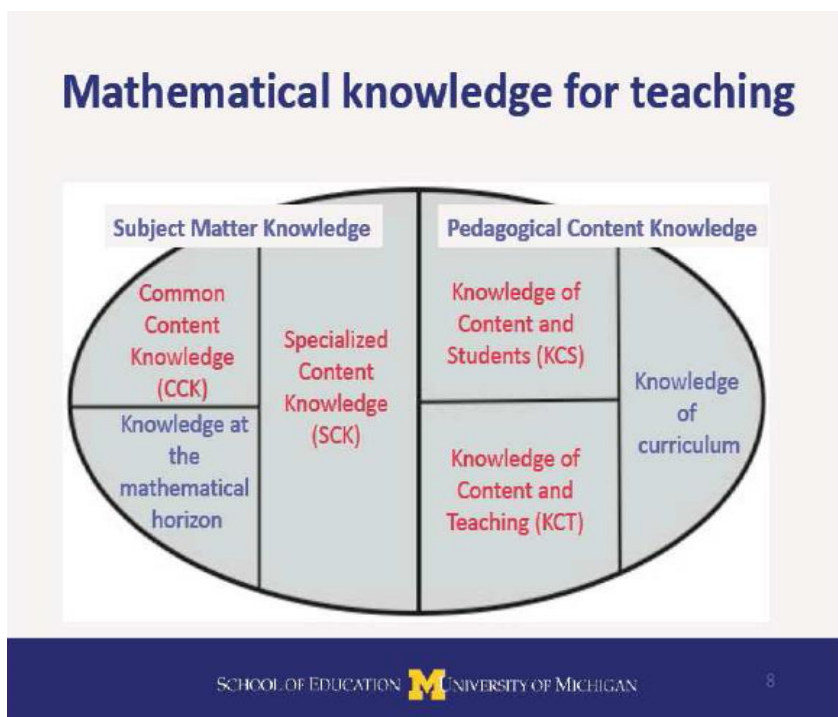 Mathematical knowledge for teaching
Subject Matter Knowledge
Pedagogical Content Knowledge
Common
Content
Knowledge
(CCK)
Knowledge at
the
mathematical
horizon
Specialized
Content
Knowledge
(SCK)
Knowledge of
Content and
Students (KCS)
Knowledge of
Content and
Teaching (KCT)
Knowledge
of
curriculum
SCHOOL OF EDUCATION M UNIVERSITY OF MICHIGAN
8